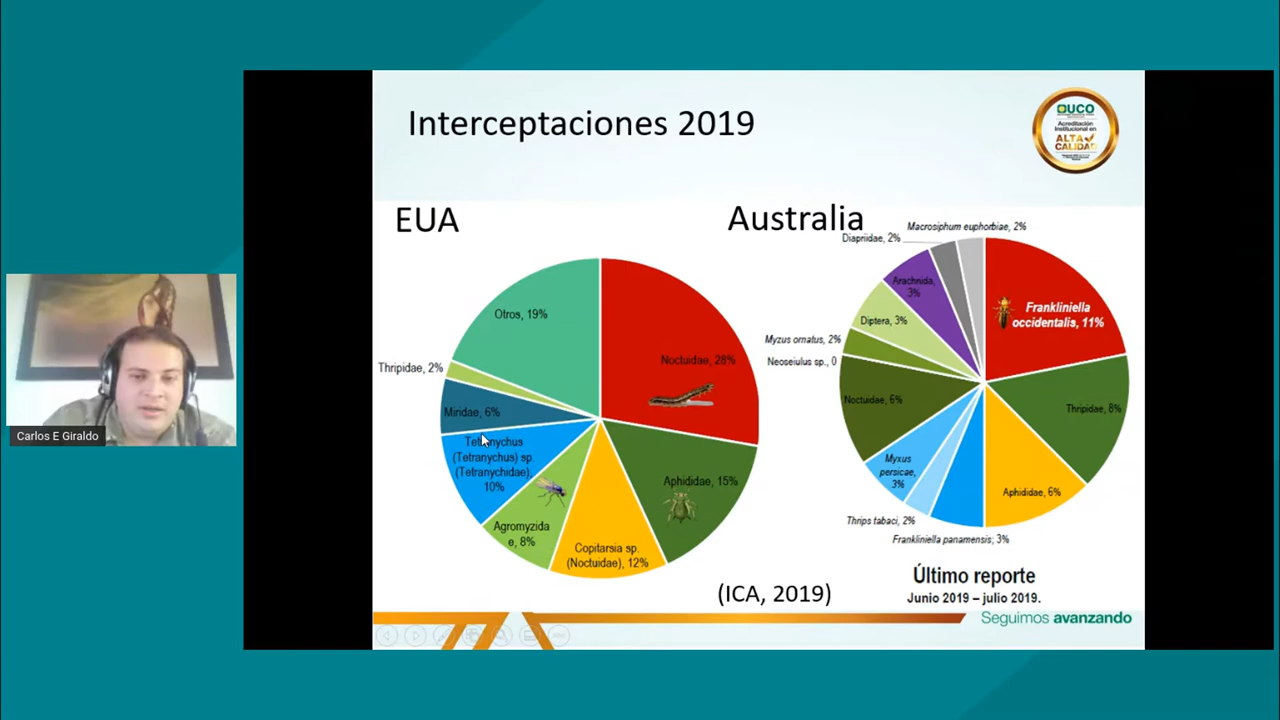 Interceptaciones 2019
OUCO
Acreditación
Institucional en
ALTA
CALIDAD
EUA
Australia
Otros, 19%
Thripidae, 2%
Miridae, 6%
Tetranychus
(Tetranychus) sp.
(Tetranychidae),
10%
Agromyzida
e, 8%
Copitarsia sp.
(Noctuidae), 12%
Aphididae, 15%
Noctuidae, 28%
Macrosiphum euphorbiae, 2%
Diapriidae, 2%
Arachnida,
3%
Diptera, 3%
Myzus ornatus, 2%
Neoseiulus sp., 0
Noctuidae, 6%
Myxus
persicae,
3%
Thrips tabaci, 2%
Frankliniella panamensis; 3%
Aphididae, 6%
Thripidae, 8%
Frankliniella
occidentalis, 11%
(ICA, 2019)
Último reporte
Junio 2019 – julio 2019.
Seguimos avanzando
Carlos E Giraldo